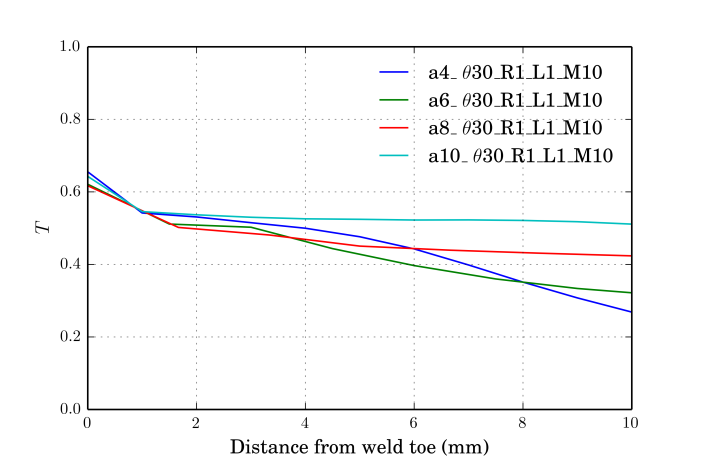 1.0
0.8
0.6
0.4
0.2
0.0
T
a4_ θ30_R1_L1_M10
a6_ θ30_R1_L1_M10
a8_ θ30_R1_L1_M10
a10_ θ30_R1_L1_M10
0 2 4 6 8 10
Distance from weld toe (mm)